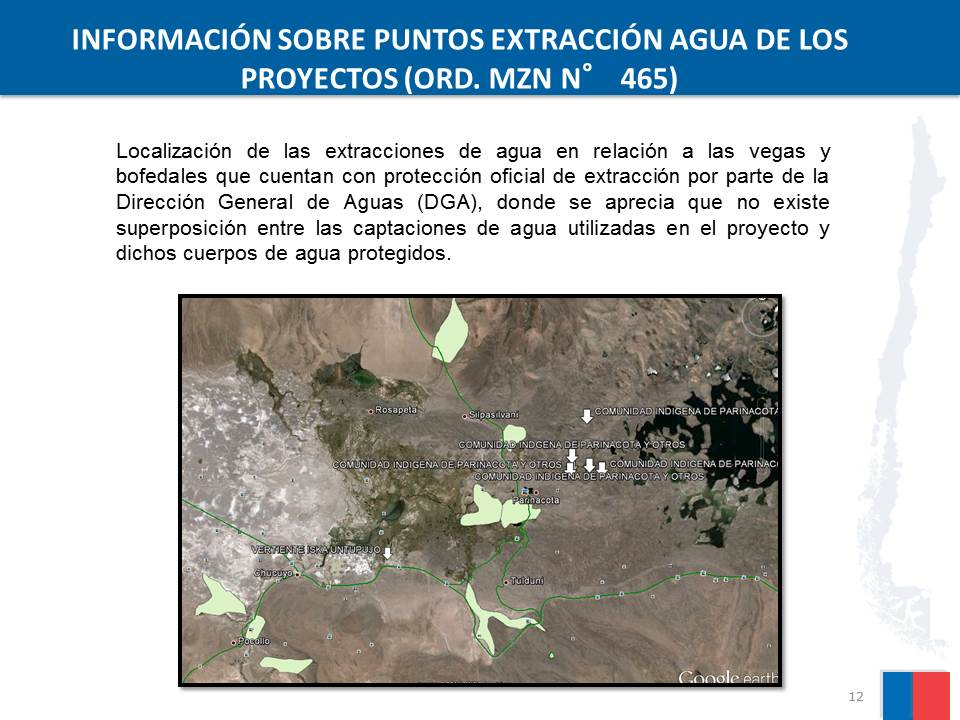 INFORMACIÓN SOBRE PUNTOS EXTRACCIÓN AGUA DE LOS
PROYECTOS (ORD. MZN N° 465)
Localización de las extracciones de agua en relación a las vegas y
bofedales que cuentan con protección oficial de extracción por parte de la
Dirección General de Aguas (DGA), donde se aprecia que no existe
superposición entre las captaciones de agua utilizadas en el proyecto y
dichos cuerpos de agua protegidos.
Rosapeta
Silpasilvani
COMUNIDAD INDIGENA DE PARINACOTA
COMUNIDAD INDGENA DE PARINACOTA Y OTROS
COMUNIDAD INDIGENA DE PARINACOTA Y OTROS
COMUNIDAD INDIGENA DE PARINAC
COMUNIDAD INDIGENA DE PARINACOTA Y OTROS
Parinacota
VERTIENTE ISKA UNTUPUJO
Chucuyo
Tulduni
Pocollo
Google earth
12